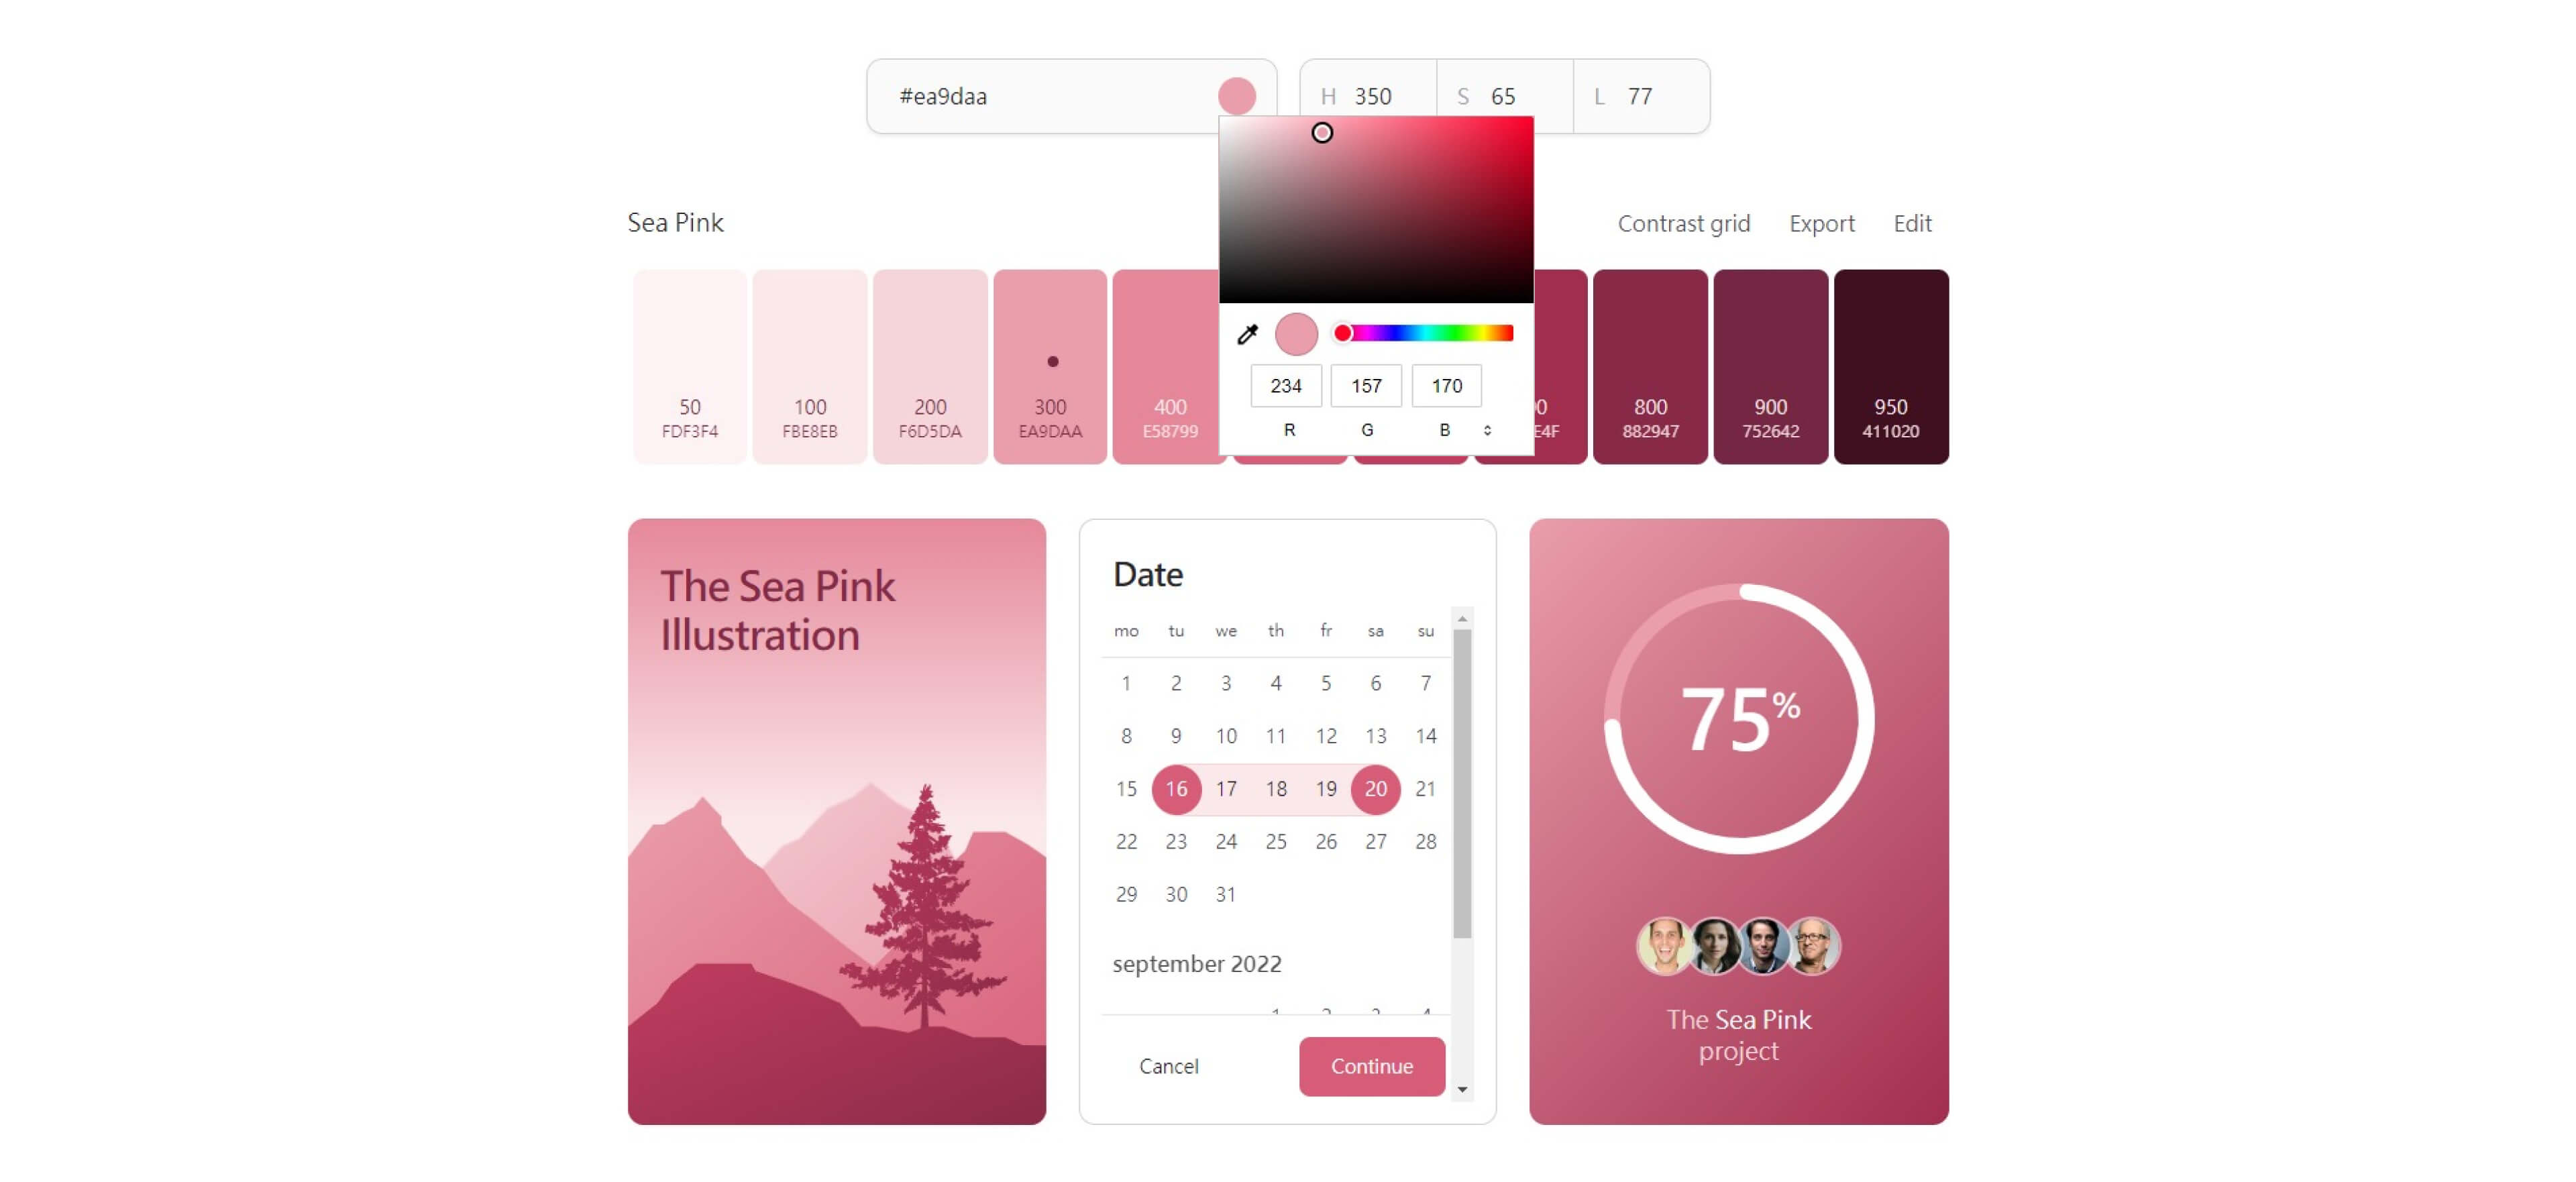 #ea9daa
H 350 S 65 L 77
Sea Pink
Contrast grid Export Edit
50 100 200 300 400 800 900 950
FDF3F4 FBE8EB F6D5DA EA9DAA E58799 882947 752642 411020
234 157 170
R G B
The Sea Pink
Illustration
Date
mo tu we th fr sa su
1 2 3 4 5 6 7
8 9 10 11 12 13 14
15 16 17 18 19 20 21
22 23 24 25 26 27 28
29 30 31
september 2022
Cancel Continue
75%
The Sea Pink
project